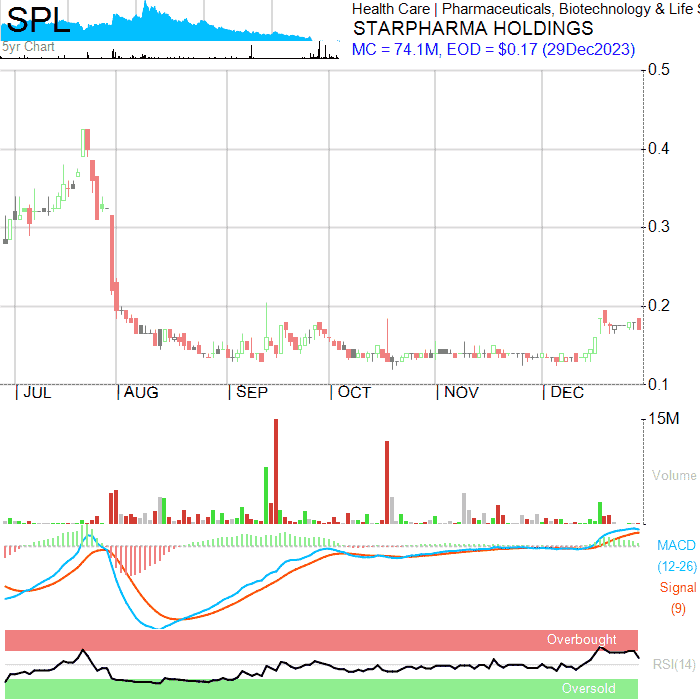 SPL
5yr Chart
Health Care | Pharmaceuticals, Biotechnology & Life S
STARPHARMA HOLDINGS
MC = 74.1M, EOD = $0.17 (29Dec2023)
0.5
0.4
0.3
0.2
0.1
| JUL | AUG | SEP | OCT | NOV | DEC
15M
Volume
MACD
(12-26)
Signal
(9)
Overbought
RSI(14)
Oversold